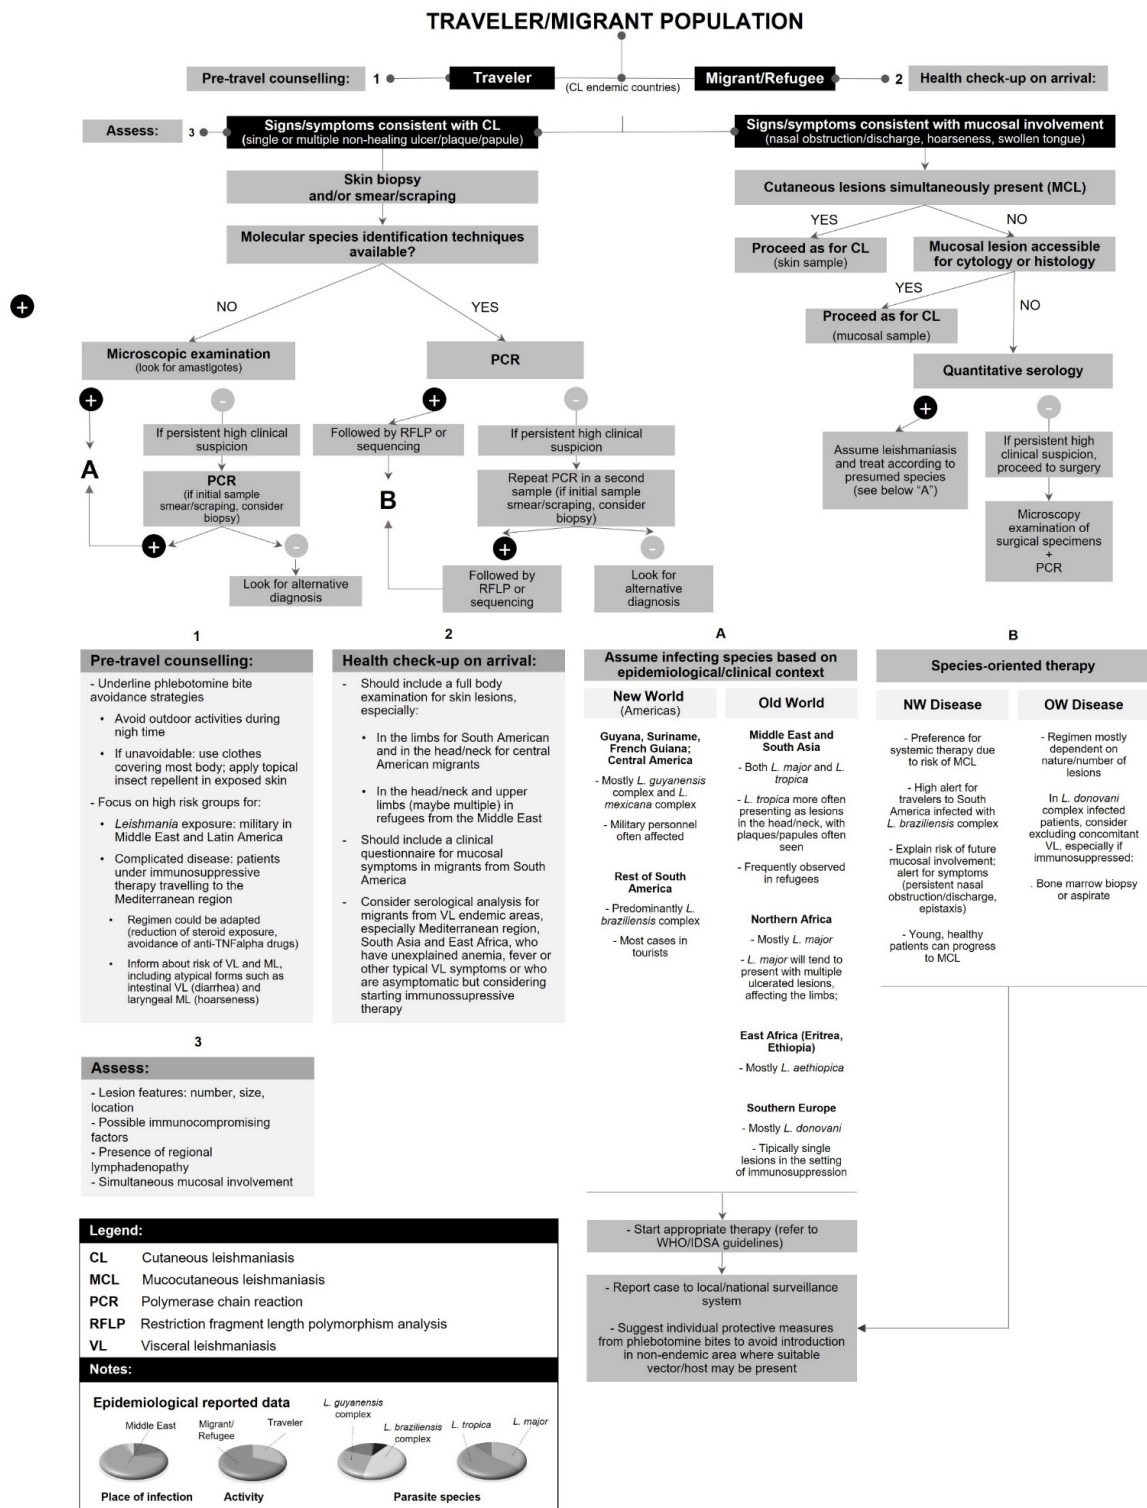 TRAVELER/MIGRANT POPULATION
Pre-travel counselling:
1
Traveler
(CL endemic countries)
Migrant/Refugee
2
Health check-up on arrival:
Assess:
3
Signs/symptoms consistent with CL
(single or multiple non-healing ulcer/plaque/papule)
Signs/symptoms consistent with mucosal involvement
(nasal obstruction/discharge, hoarseness, swollen tongue)
Skin biopsy
and/or smear/scraping
Cutaneous lesions simultaneously present (MCL)
Molecular species identification techniques
available?
YES
NO
Proceed as for CL
(skin sample)
Mucosal lesion accessible
for cytology or histology
+
NO
YES
YES
NO
Proceed as for CL
(mucosal sample)
Microscopic examination
(look for amastigotes)
PCR
Quantitative serology
+
-
+
-
+
-
If persistent high clinical
suspicion
Followed by RFLP or
sequencing
If persistent high clinical
suspicion
Assume leishmaniasis
and treat according to
presumed species
(see below “A”)
If persistent high
clinical suspicion,
proceed to surgery
A
PCR
(if initial sample
smear/scraping, consider
biopsy)
B
Repeat PCR in a second
sample (if initial sample
smear/scraping, consider
biopsy)
Microscopy
examination of
surgical specimens
+
PCR
+
-
+
-
Look for alternative
diagnosis
Followed by
RFLP or
sequencing
Look for
alternative
diagnosis
1
Pre-travel counselling:
- Underline phlebotomine bite
avoidance strategies
• Avoid outdoor activities during
nigh time
• If unavoidable: use clothes
covering most body; apply topical
insect repellent in exposed skin
- Focus on high risk groups for:
• Leishmania exposure: military in
Middle East and Latin America
• Complicated disease: patients
under immunosuppressive
therapy travelling to the
Mediterranean region
• Regimen could be adapted
(reduction of steroid exposure,
avoidance of anti-TNFalpha drugs)
• Inform about risk of VL and ML,
including atypical forms such as
intestinal VL (diarrhea) and
laryngeal ML (hoarseness)
2
Health check-up on arrival:
- Should include a full body
examination for skin lesions,
especially:
• In the limbs for South American
and in the head/neck for central
American migrants
• In the head/neck and upper
limbs (maybe multiple) in
refugees from the Middle East
- Should include a clinical
questionnaire for mucosal
symptoms in migrants from South
America
- Consider serological analysis for
migrants from VL endemic areas,
especially Mediterranean region,
South Asia and East Africa, who
have unexplained anemia, fever or
other typical VL symptoms or who
are asymptomatic but considering
starting immunossupressive
therapy
A
Assume infecting species based on
epidemiological/clinical context
New World
(Americas)
Guyana, Suriname,
French Guiana;
Central America
- Mostly L. guyanensis
complex and L.
mexicana complex
- Military personnel
often affected
Rest of South
America
- Predominantly L.
braziliensis complex
- Most cases in
tourists
Old World
Middle East and
South Asia
- Both L. major and L.
tropica
- L. tropica more often
presenting as lesions
in the head/neck, with
plaques/papules often
seen
- Frequently observed
in refugees
Northern Africa
- Mostly L. major
- L. major will tend to
present with multiple
ulcerated lesions,
affecting the limbs;
East Africa (Eritrea,
Ethiopia)
- Mostly L. aethiopica
Southern Europe
- Mostly L. donovani
- Tipically single
lesions in the setting
of immunosuppression
B
Species-oriented therapy
NW Disease
- Preference for
systemic therapy due
to risk of MCL
- High alert for
travelers to South
America infected with
L. braziliensis complex
- Explain risk of future
mucosal involvement;
alert for symptoms
(persistent nasal
obstruction/discharge,
epistaxis)
- Young, healthy
patients can progress
to MCL
OW Disease
- Regimen mostly
dependent on
nature/number of
lesions
In L. donovani
complex infected
patients, consider
excluding concomitant
VL, especially if
immunosuppressed:
. Bone marrow biopsy
or aspirate
3
Assess:
- Lesion features: number, size,
location
- Possible immunocompromising
factors
- Presence of regional
lymphadenopathy
- Simultaneous mucosal involvement
- Start appropriate therapy (refer to
WHO/IDSA guidelines)
- Report case to local/national surveillance
system
- Suggest individual protective measures
from phlebotomine bites to avoid introduction
in non-endemic area where suitable
vector/host may be present
Legend:
CL Cutaneous leishmaniasis
MCL Mucocutaneous leishmaniasis
PCR Polymerase chain reaction
RFLP Restriction fragment length polymorphism analysis
VL Visceral leishmaniasis
Notes:
Epidemiological reported data
Middle East
Migrant/
Refugee
Traveler
L. guyanensis
complex
L. braziliensis
complex
L. tropica
L. major
Place of infection
Activity
Parasite species